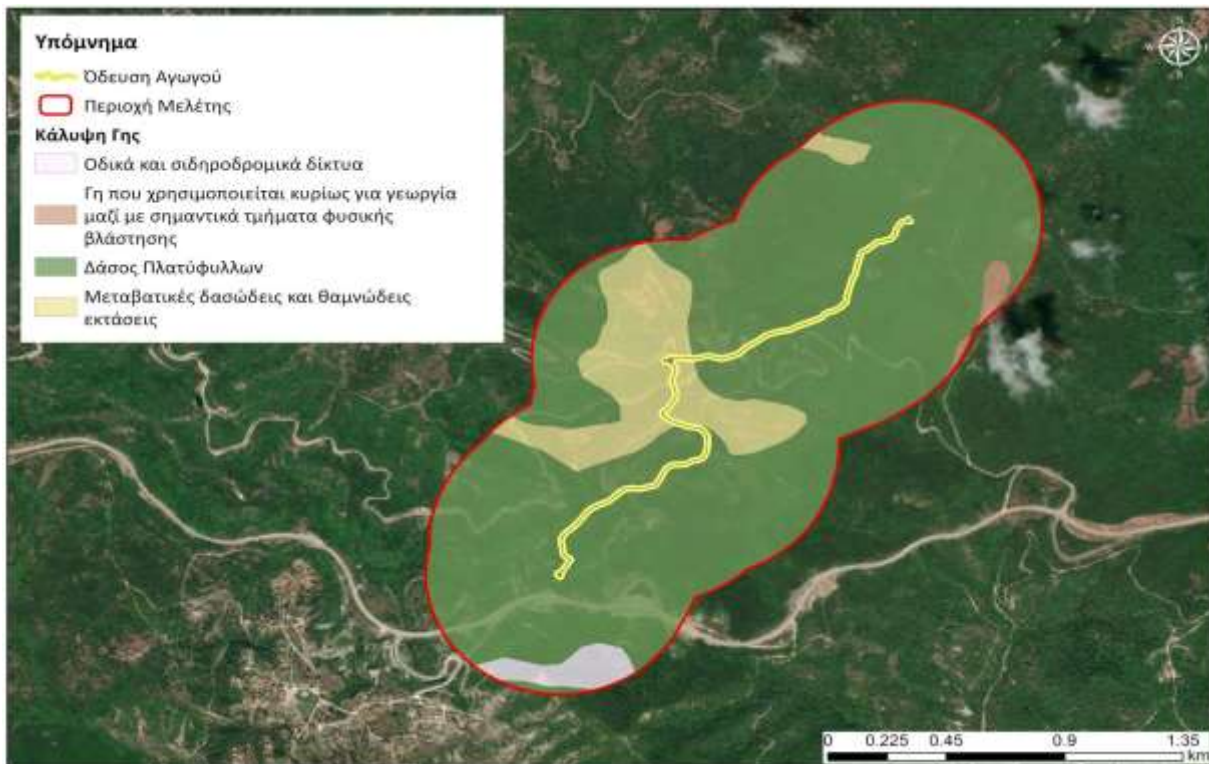 Υπόμνημα
Όδευση Αγωγού
Περιοχή Μελέτης
Κάλυψη Γης
Οδικά και σιδηροδρομικά δίκτυα
Γη που χρησιμοποιείται κυρίως για γεωργία
μαζί με σημαντικά τμήματα φυσικής
βλάστησης
Δάσος Πλατύφυλλων
Μεταβατικές δασώδεις και θαμνώδεις
εκτάσεις
0 0.225 0.45 0.9 1.35
km